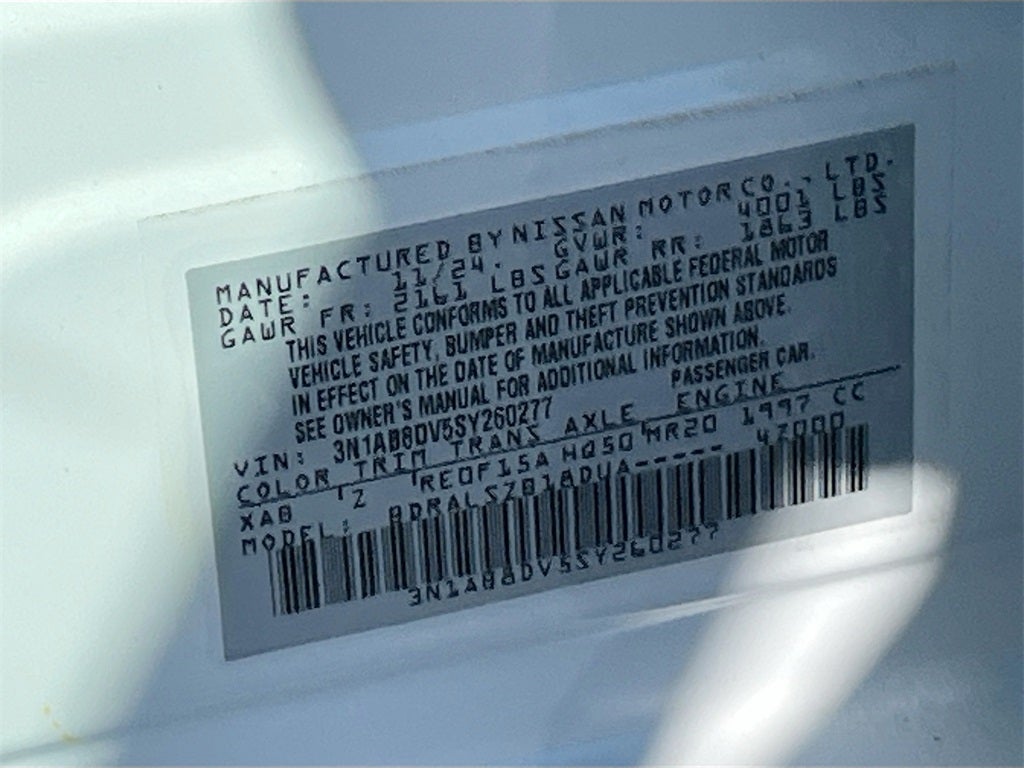 MANUFACTURED BY NISSAN MOTOR CO., LTD.
DATE: 11/24. GVWR: 4001 LBS
GAWR FR: 2161 LBS GAWR RR: 1863 LBS
THIS VEHICLE CONFORMS TO ALL APPLICABLE FEDERAL MOTOR
VEHICLE SAFETY, BUMPER AND THEFT PREVENTION STANDARDS
IN EFFECT ON THE DATE OF MANUFACTURE SHOWN ABOVE.
SEE OWNER'S MANUAL FOR ADDITIONAL INFORMATION.
VIN: 3N1AB8DV5SY260277 PASSENGER CAR.
COLOR TRIM TRANS AXLE ENGINE
XAB Z RE0F15A HQ50 MR20 1997 CC
MODEL: BDRALSZB18DUA----- 47000
3N1AB8DV5SY260277